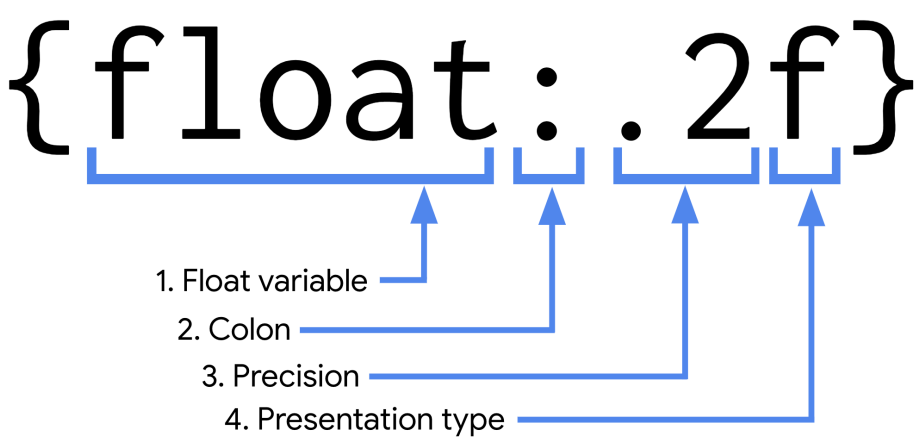 {float:.2f}
1. Float variable
2. Colon
3. Precision
4. Presentation type